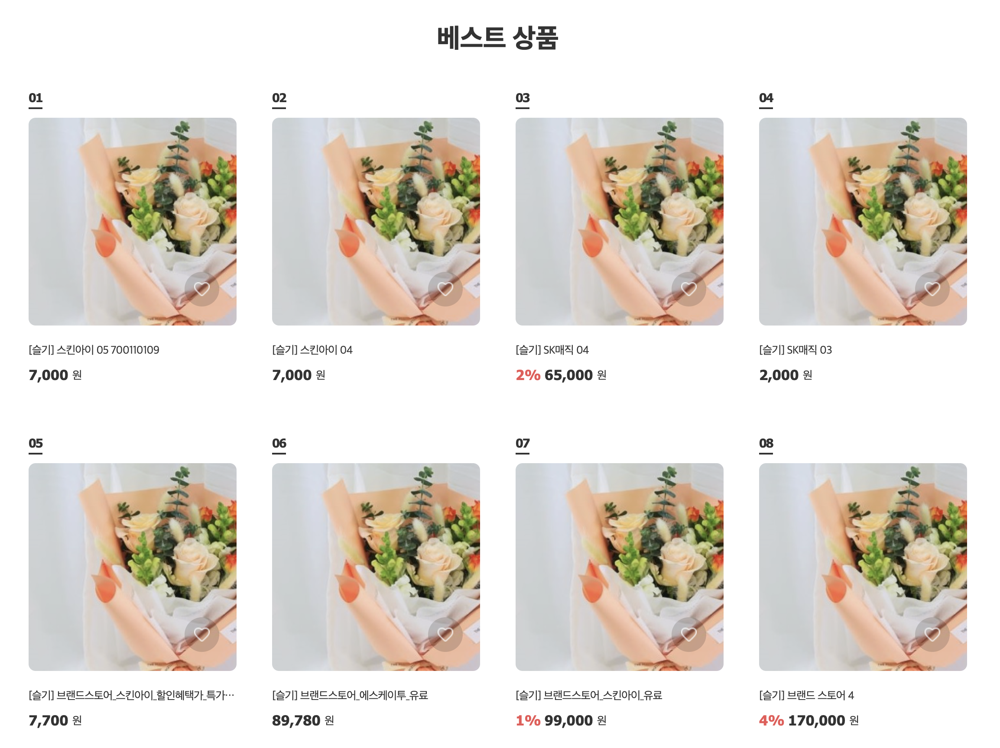 베스트 상품
01
02
03
04
[슬기] 스킨아이 05 700110109
[슬기] 스킨아이 04
[슬기] SK매직 04
[슬기] SK매직 03
7,000 원
7,000 원
2% 65,000 원
2,000 원
05
06
07
08
[슬기] 브랜드스토어_스킨아이_할인혜택가_특가…
[슬기] 브랜드스토어_에스케이투_유료
[슬기] 브랜드스토어_스킨아이_유료
[슬기] 브랜드 스토어 4
7,700 원
89,780 원
1% 99,000 원
4% 170,000 원